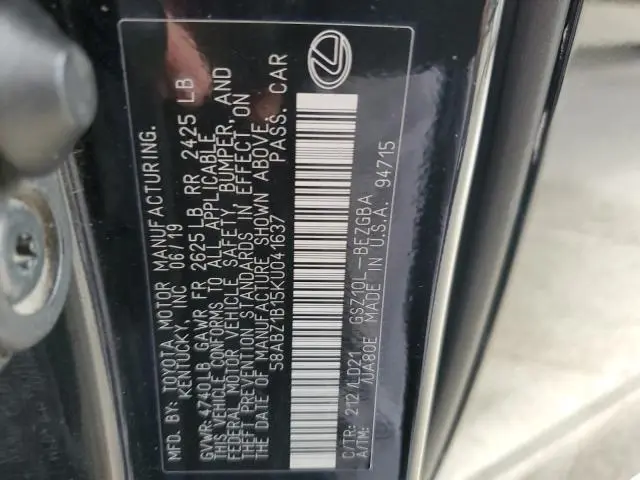 MFD. BY: TOYOTA MOTOR MANUFACTURING.
KENTUCKY, INC 06/19
GVWR: 4740LB GAWR FR 2625LB RR 2425 LB
THIS VEHICLE CONFORMS TO ALL APPLICABLE
FEDERAL MOTOR VEHICLE SAFETY, BUMPER, AND
THEFT PREVENTION STANDARDS IN EFFECT ON
THE DATE OF MANUFACTURE SHOWN ABOVE.
58ABZ1B15KU041637 PASS. CAR
C/TR: 212 /LD21 GSZ10L-BEZGBA
A/TM: /UA80E MADE IN U.S.A. 94715